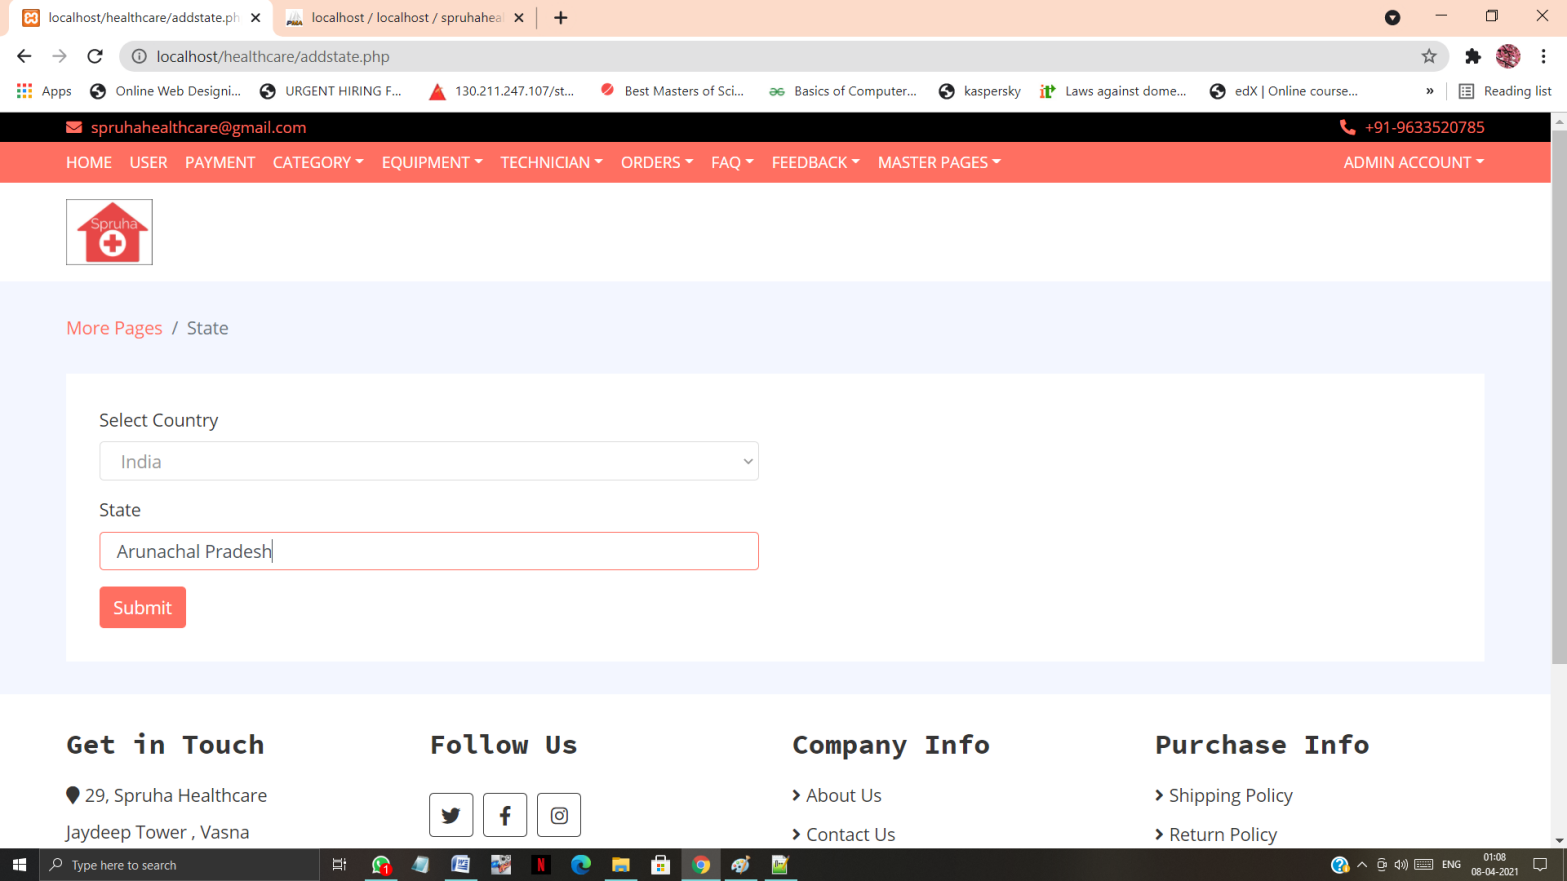 localhost/healthcare/addstate.ph
localhost / localhost / spruhaheal
localhost/healthcare/addstate.php
Apps
Online Web Designi...
URGENT HIRING F...
130.211.247.107/st...
Best Masters of Sci...
Basics of Computer...
kaspersky
Laws against dome...
edX | Online course...
»
Reading list
spruhahealthcare@gmail.com
+91-9633520785
HOME USER PAYMENT CATEGORY EQUIPMENT TECHNICIAN ORDERS FAQ FEEDBACK MASTER PAGES ADMIN ACCOUNT
Spruha
More Pages / State
Select Country
India
State
Arunachal Pradesh
Submit
Get in Touch
29, Spruha Healthcare
Jaydeep Tower , Vasna
Follow Us
Company Info
About Us
Contact Us
Purchase Info
Shipping Policy
Return Policy
Type here to search
1
ENG
01:08
08-04-2021